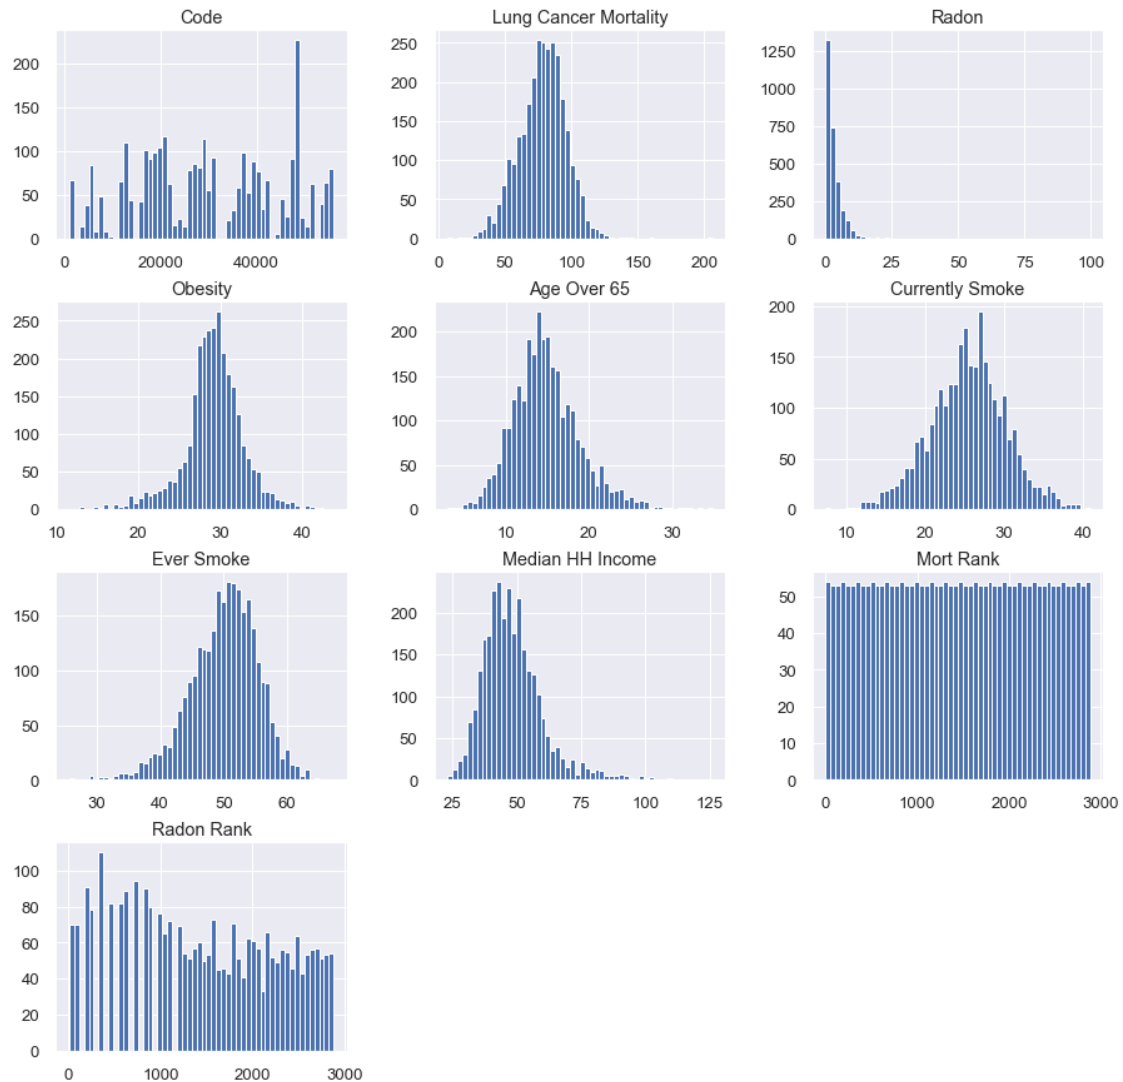 Code
200
150
100
50
0
0 20000 40000
Lung Cancer Mortality
250
200
150
100
50
0
0 50 100 150 200
Radon
1250
1000
750
500
250
0
0 25 50 75 100
Obesity
250
200
150
100
50
0
10 20 30 40
Age Over 65
200
150
100
50
0
10 20 30
Currently Smoke
200
150
100
50
0
10 20 30 40
Ever Smoke
150
100
50
0
30 40 50 60
Median HH Income
200
150
100
50
0
25 50 75 100 125
Mort Rank
50
40
30
20
10
0
0 1000 2000 3000
Radon Rank
100
80
60
40
20
0
0 1000 2000 3000